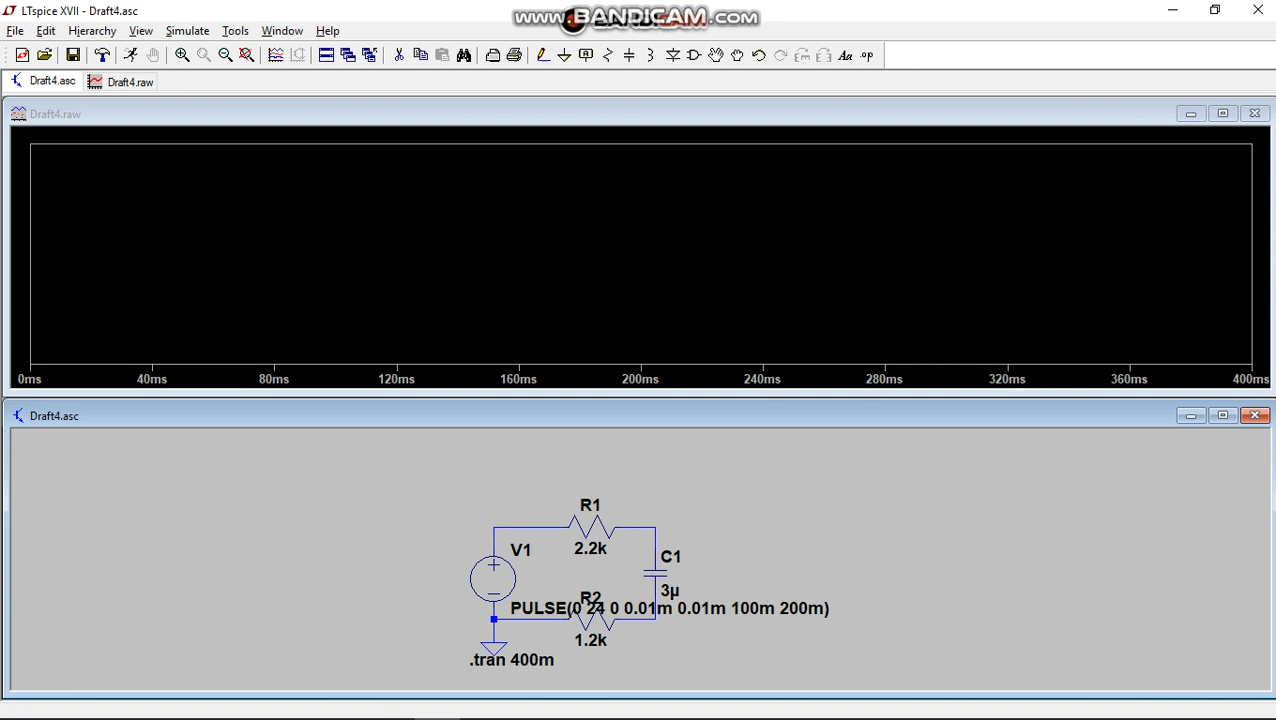 LTspice XVII - Draft4.asc
www.BANDICAM.com
File Edit Hierarchy View Simulate Tools Window Help
Aa .op
Draft4.asc Draft4.raw
Draft4.raw
0ms 40ms 80ms 120ms 160ms 200ms 240ms 280ms 320ms 360ms 400ms
Draft4.asc
R1
2.2k
V1
C1
3µ
R2
PULSE(0 24 0 0.01m 0.01m 100m 200m)
1.2k
.tran 400m